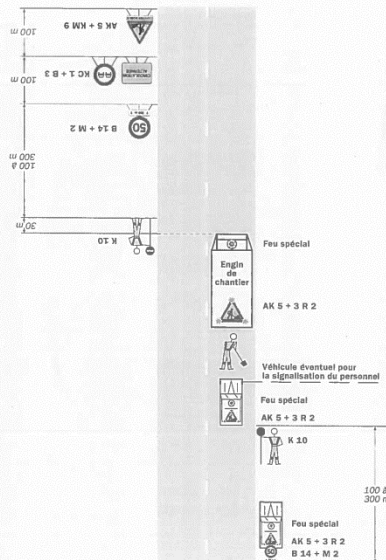 AK 5 + KM 9
100 m
KC 1 + B 3
CIRCULATION
ALTERNEE
100 m
50
B 14 + M 2
100 à
300 m
K 10
30 m
Feu spécial
Engin
de
chantier
AK 5 + 3 R 2
Véhicule éventuel pour
la signalisation du personnel
Feu spécial
AK 5 + 3 R 2
K 10
100 à
300 m
Feu spécial
AK 5 + 3 R 2
50
B 14 + M 2